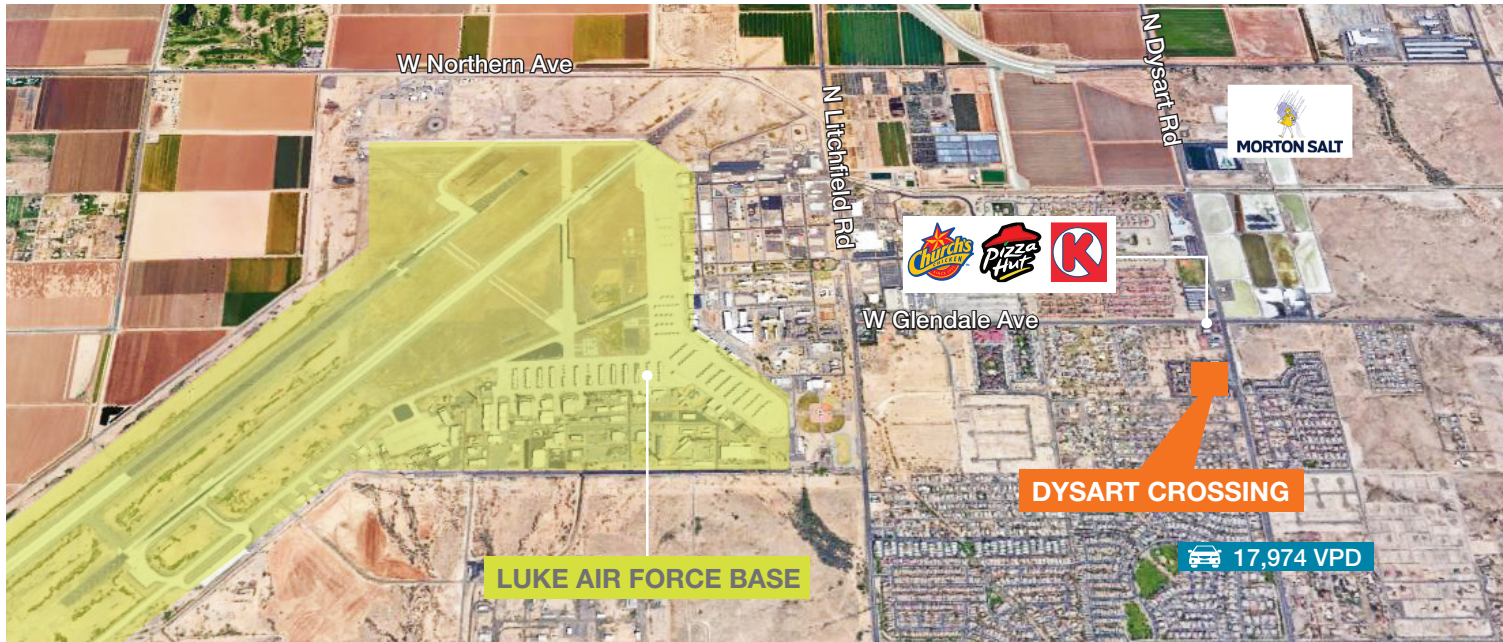 W Northern Ave
N Dysart Rd
N Litchfield Rd
MORTON SALT
Church's
CHICKEN
Pizza
Hut
K
W Glendale Ave
DYSART CROSSING
17,974 VPD
LUKE AIR FORCE BASE